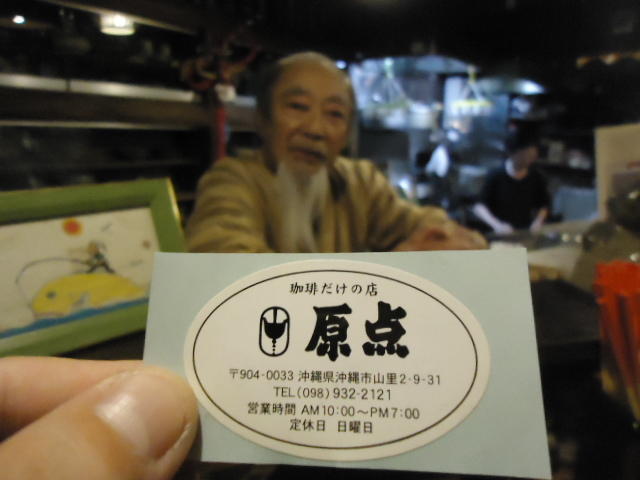 珈琲だけの店
原点
〒904-0033 沖縄県沖縄市山里2-9-31
TEL(098)932-2121
営業時間 AM10:00～PM7:00
定休日 日曜日